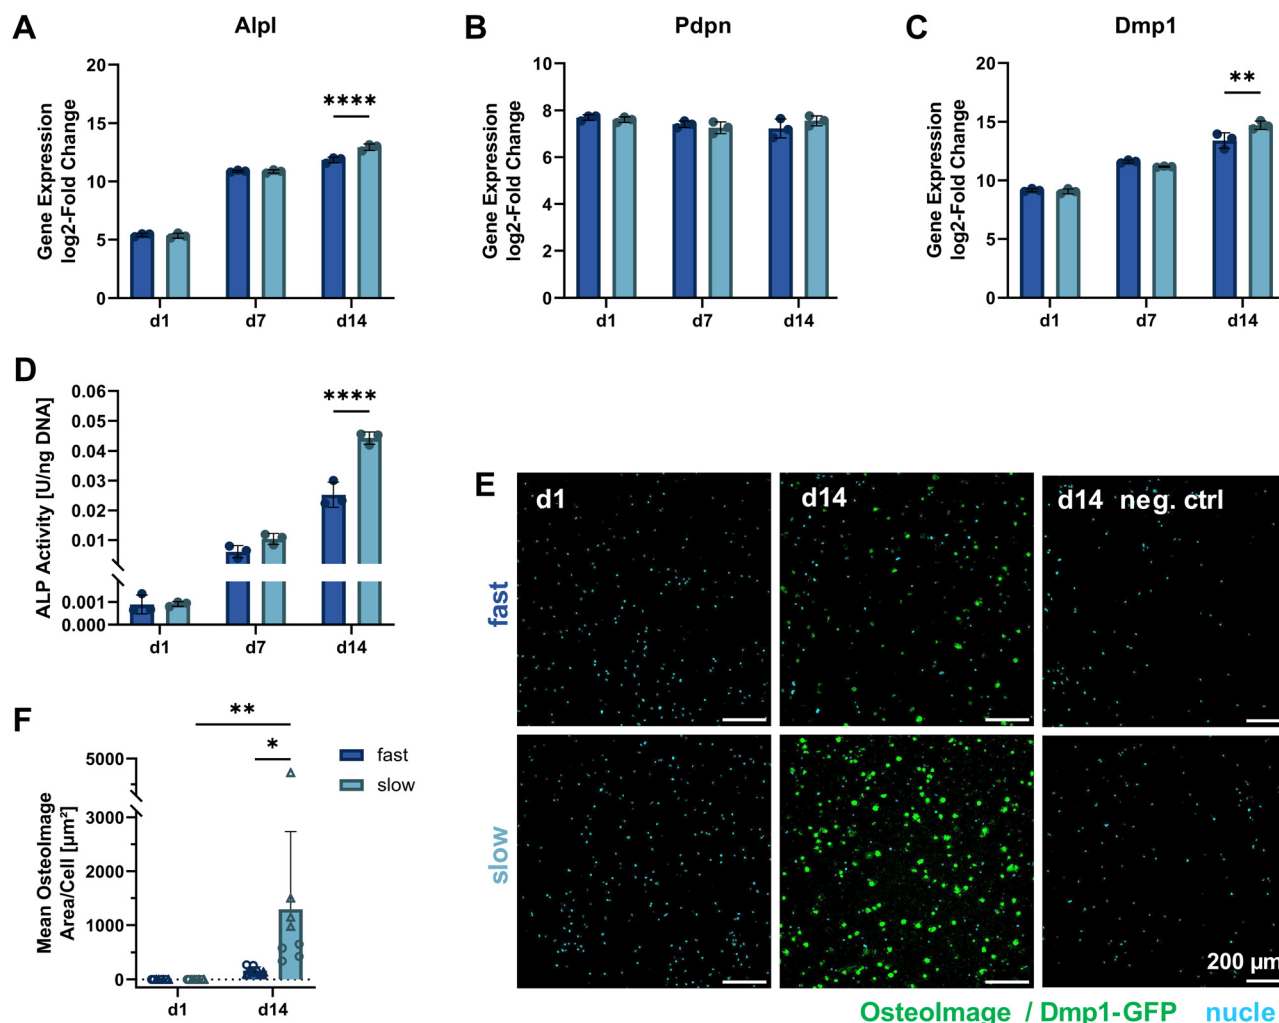 A
Alpl
Gene Expression
log2-Fold Change
20
15
10
5
0
****
d1
d7
d14
B
Pdpn
Gene Expression
log2-Fold Change
10
8
6
4
2
0
d1
d7
d14
C
Dmp1
Gene Expression
log2-Fold Change
20
15
10
5
0
**
d1
d7
d14
D
ALP Activity [U/ng DNA]
0.06
0.05
0.04
0.03
0.02
0.01
0.001
0.000
****
d1
d7
d14
E
d1
d14
d14 neg. ctrl
fast
slow
200 µm
OsteoImage / Dmp1-GFP nucle
F
Mean OsteoImage
Area/Cell [µm²]
5000
3000
2000
1000
0
**
*
d1
d14
fast
slow